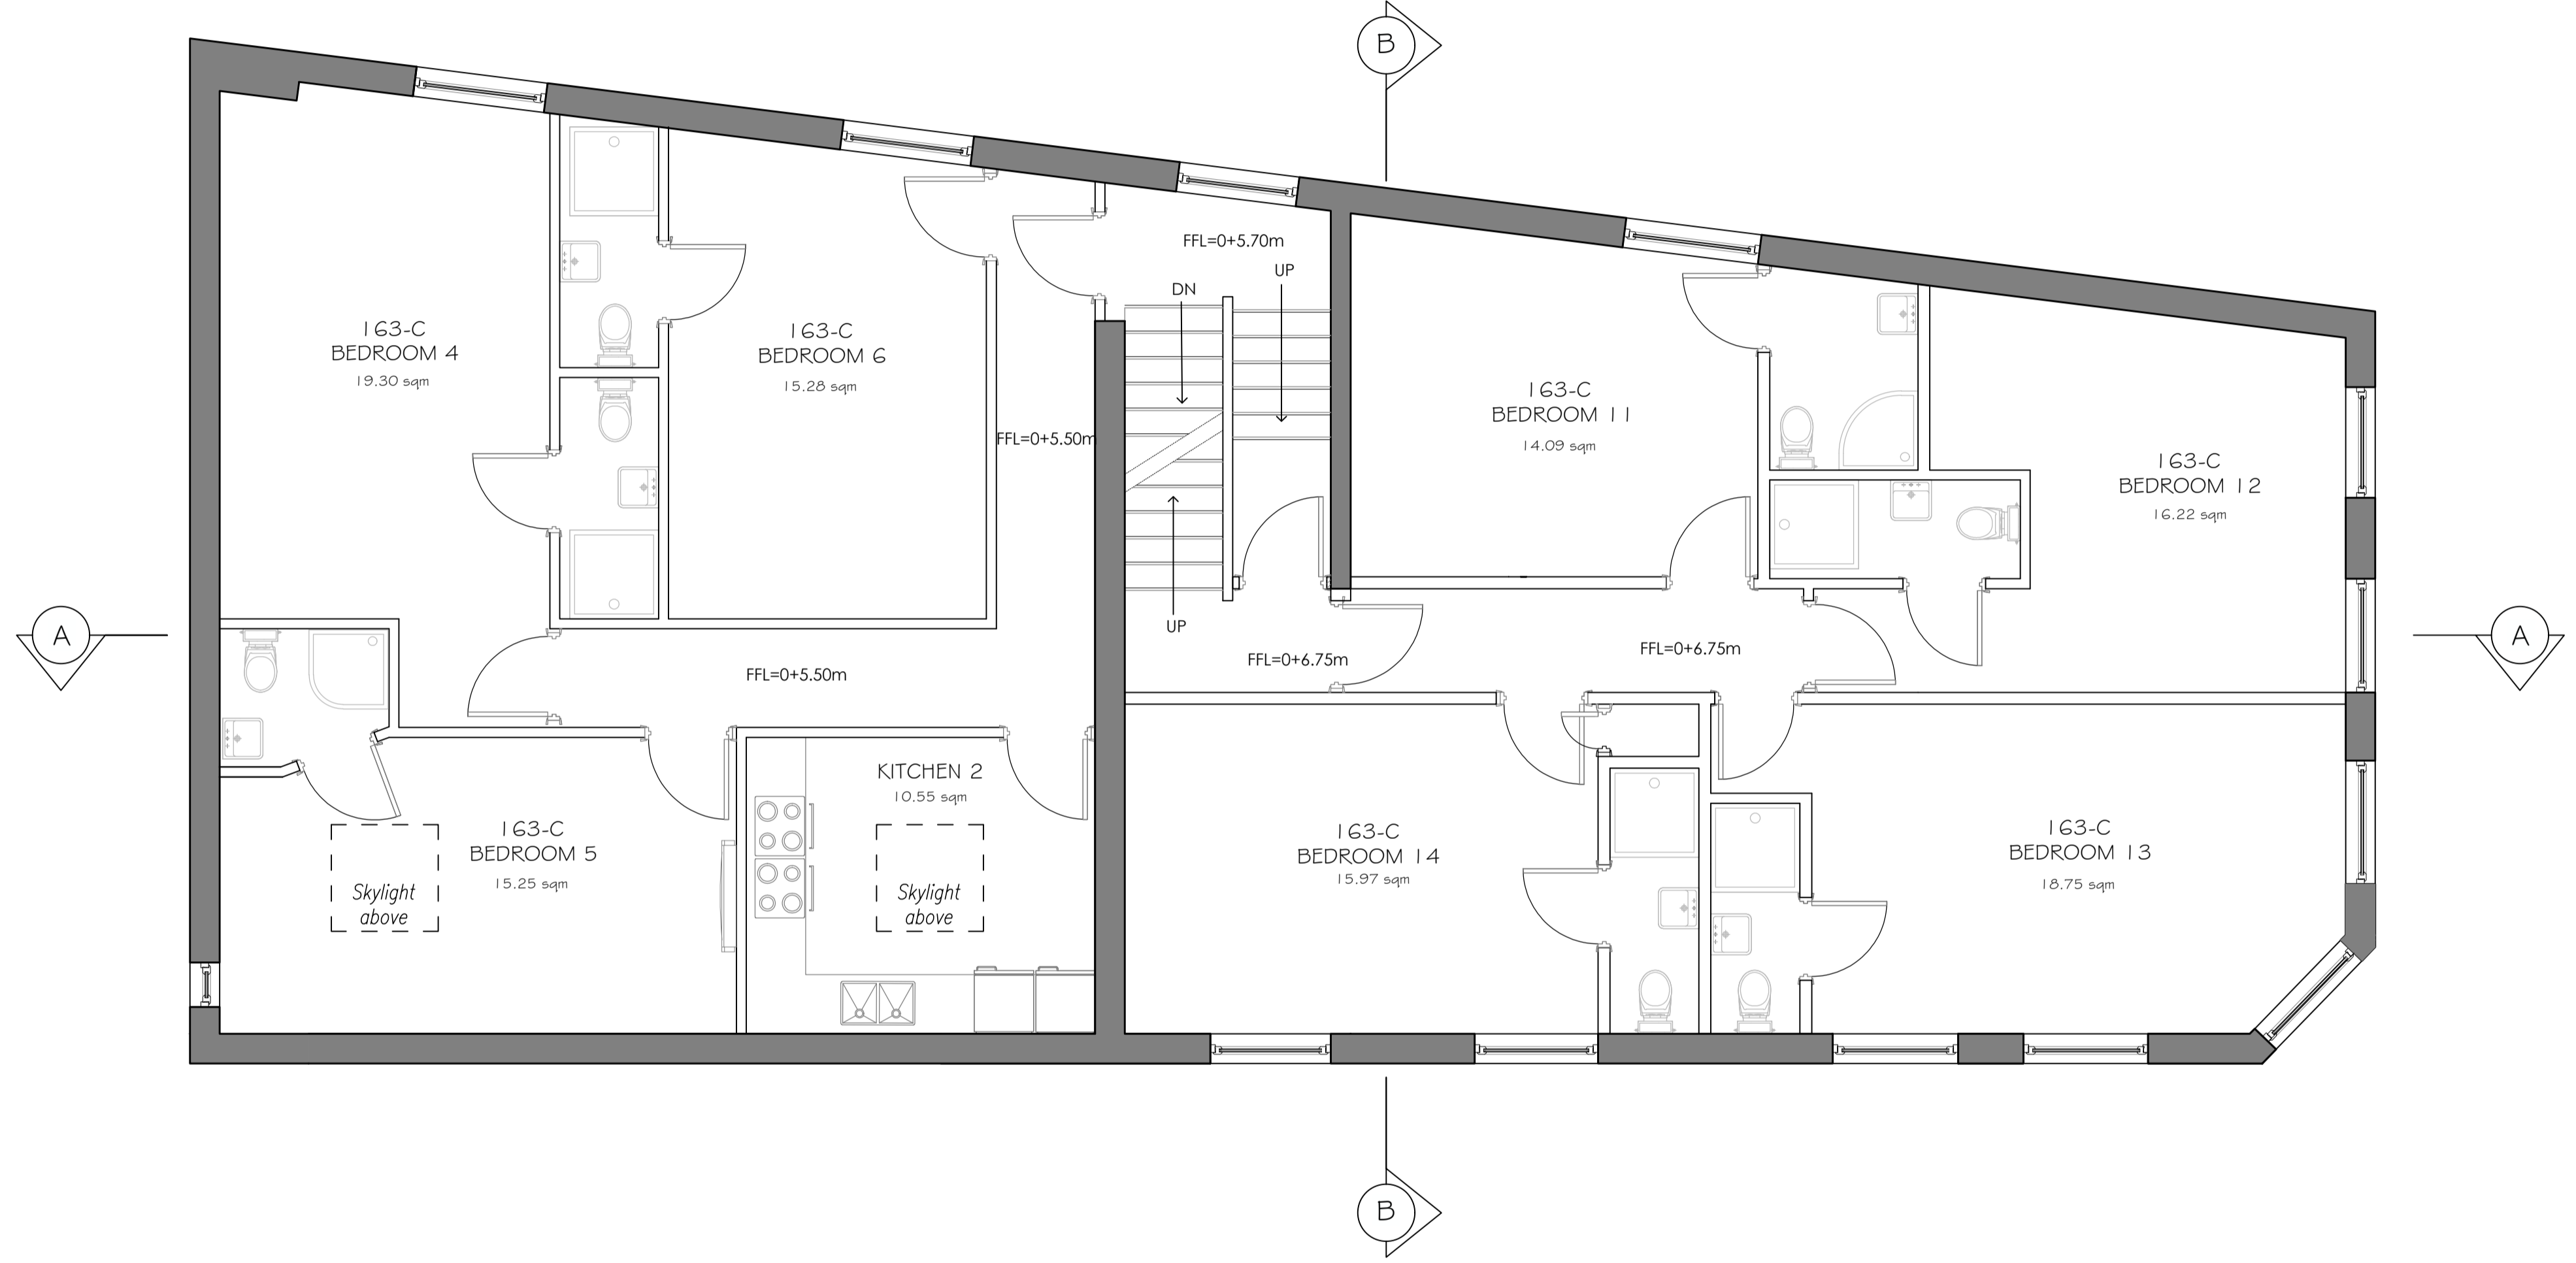 B
FFL=0+5.70m
UP
DN
163-C
BEDROOM 4
19.30 sqm
163-C
BEDROOM 6
15.28 sqm
FFL=0+5.50m
163-C
BEDROOM 11
14.09 sqm
163-C
BEDROOM 12
16.22 sqm
A
UP
FFL=0+6.75m
FFL=0+6.75m
A
FFL=0+5.50m
KITCHEN 2
10.55 sqm
163-C
BEDROOM 5
15.25 sqm
Skylight
above
Skylight
above
163-C
BEDROOM 14
15.97 sqm
163-C
BEDROOM 13
18.75 sqm
B